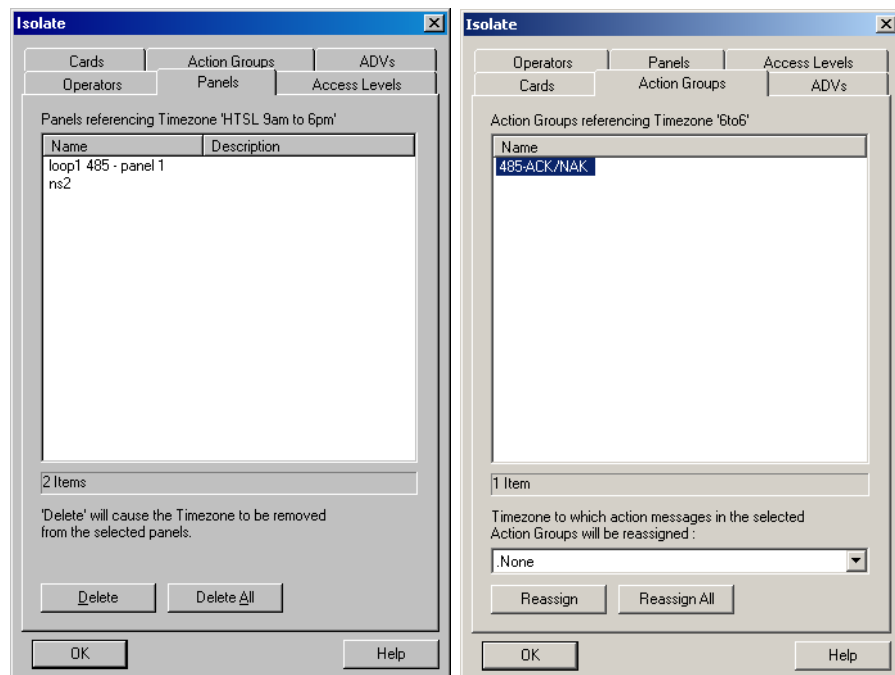 Isolate
Cards Action Groups ADVs
Operators Panels Access Levels
Panels referencing Timezone 'HTSL 9am to 6pm'
Name Description
loop1 485 - panel 1
ns2
2 Items
'Delete' will cause the Timezone to be removed
from the selected panels.
Delete Delete All
OK Help
Isolate
Operators Panels Access Levels
Cards Action Groups ADVs
Action Groups referencing Timezone '6to6'
Name
485-ACK/NAK
1 Item
Timezone to which action messages in the selected
Action Groups will be reassigned :
.None
Reassign Reassign All
OK Help